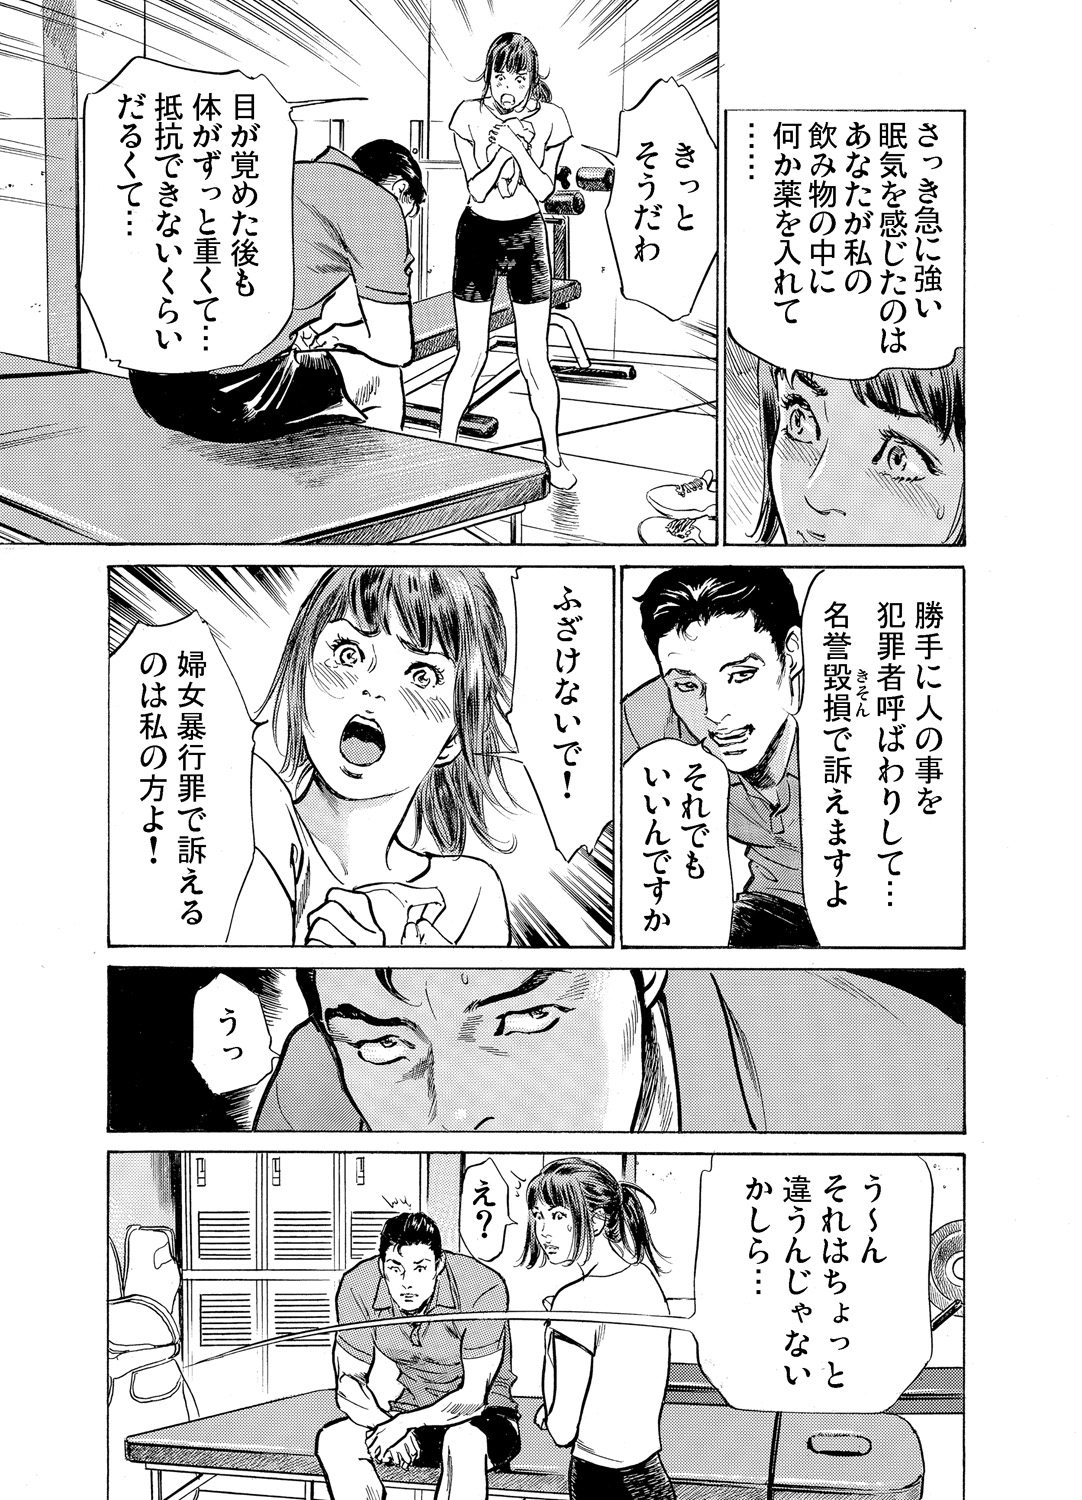 さっき急に強い
眠気を感じたのは
あなたが私の
飲み物の中に
何か薬を入れて
……
きっと
そうだわ
目が覚めた後も
体がずっと重くて…
抵抗できないくらい
だるくて…
勝手に人の事を
犯罪者呼ばわりして…
名誉毀損で訴えますよ
きそん
それでも
いいんですか
ふざけないで！
婦女暴行罪で訴える
のは私の方よ！
うっ
う〜ん
それはちょっと
違うんじゃない
かしら…
え？